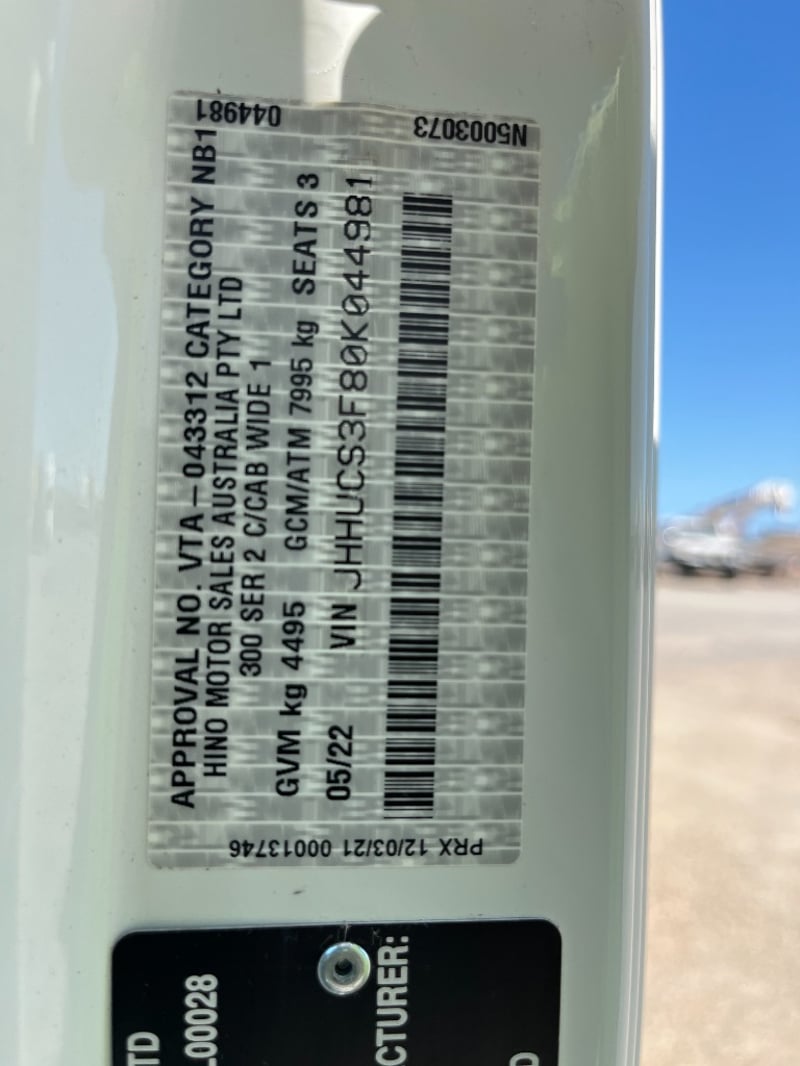 044981
N5003073
APPROVAL NO. VTA-043312 CATEGORY NB1
HINO MOTOR SALES AUSTRALIA PTY LTD
300 SER 2 C/CAB WIDE 1
GVM kg 4495 GCM/ATM 7995 kg SEATS 3
05/22 VIN JHHUCS3F80K044981
PRX 12/03/21 00013746
TD
L00028
CTURER:
D